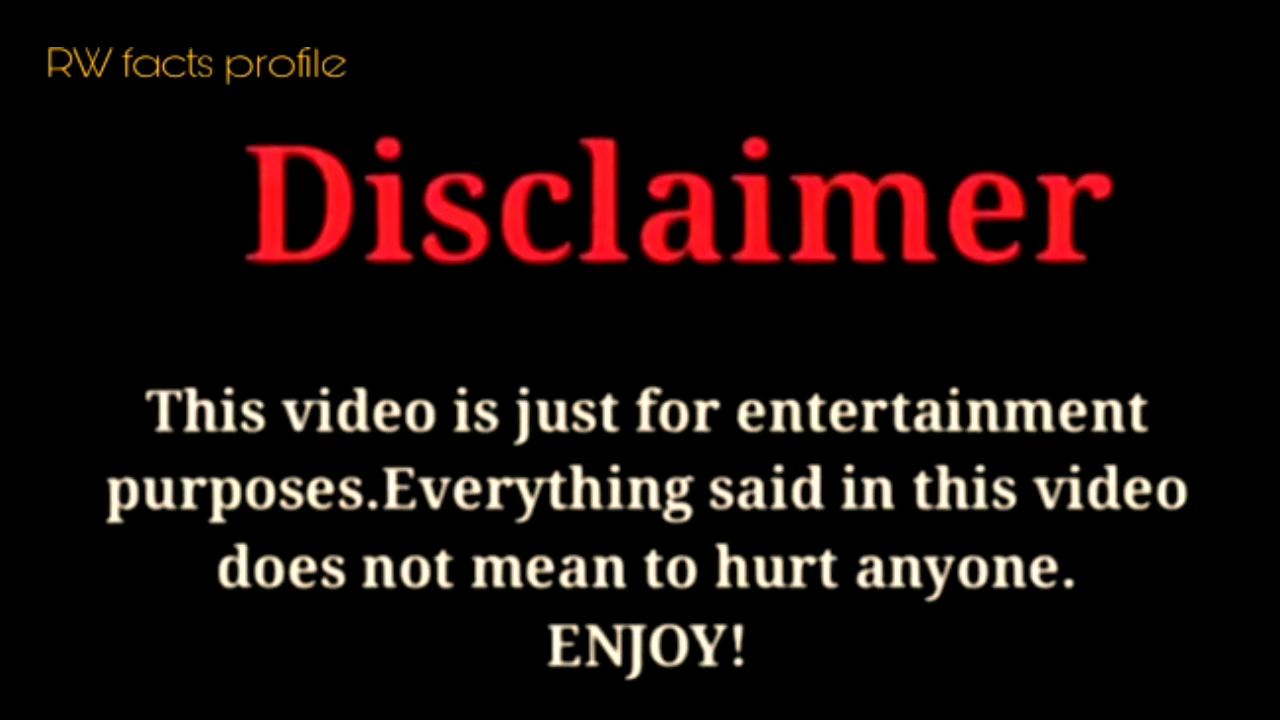 RW facts profile
Disclaimer
This video is just for entertainment
purposes.Everything said in this video
does not mean to hurt anyone.
ENJOY!